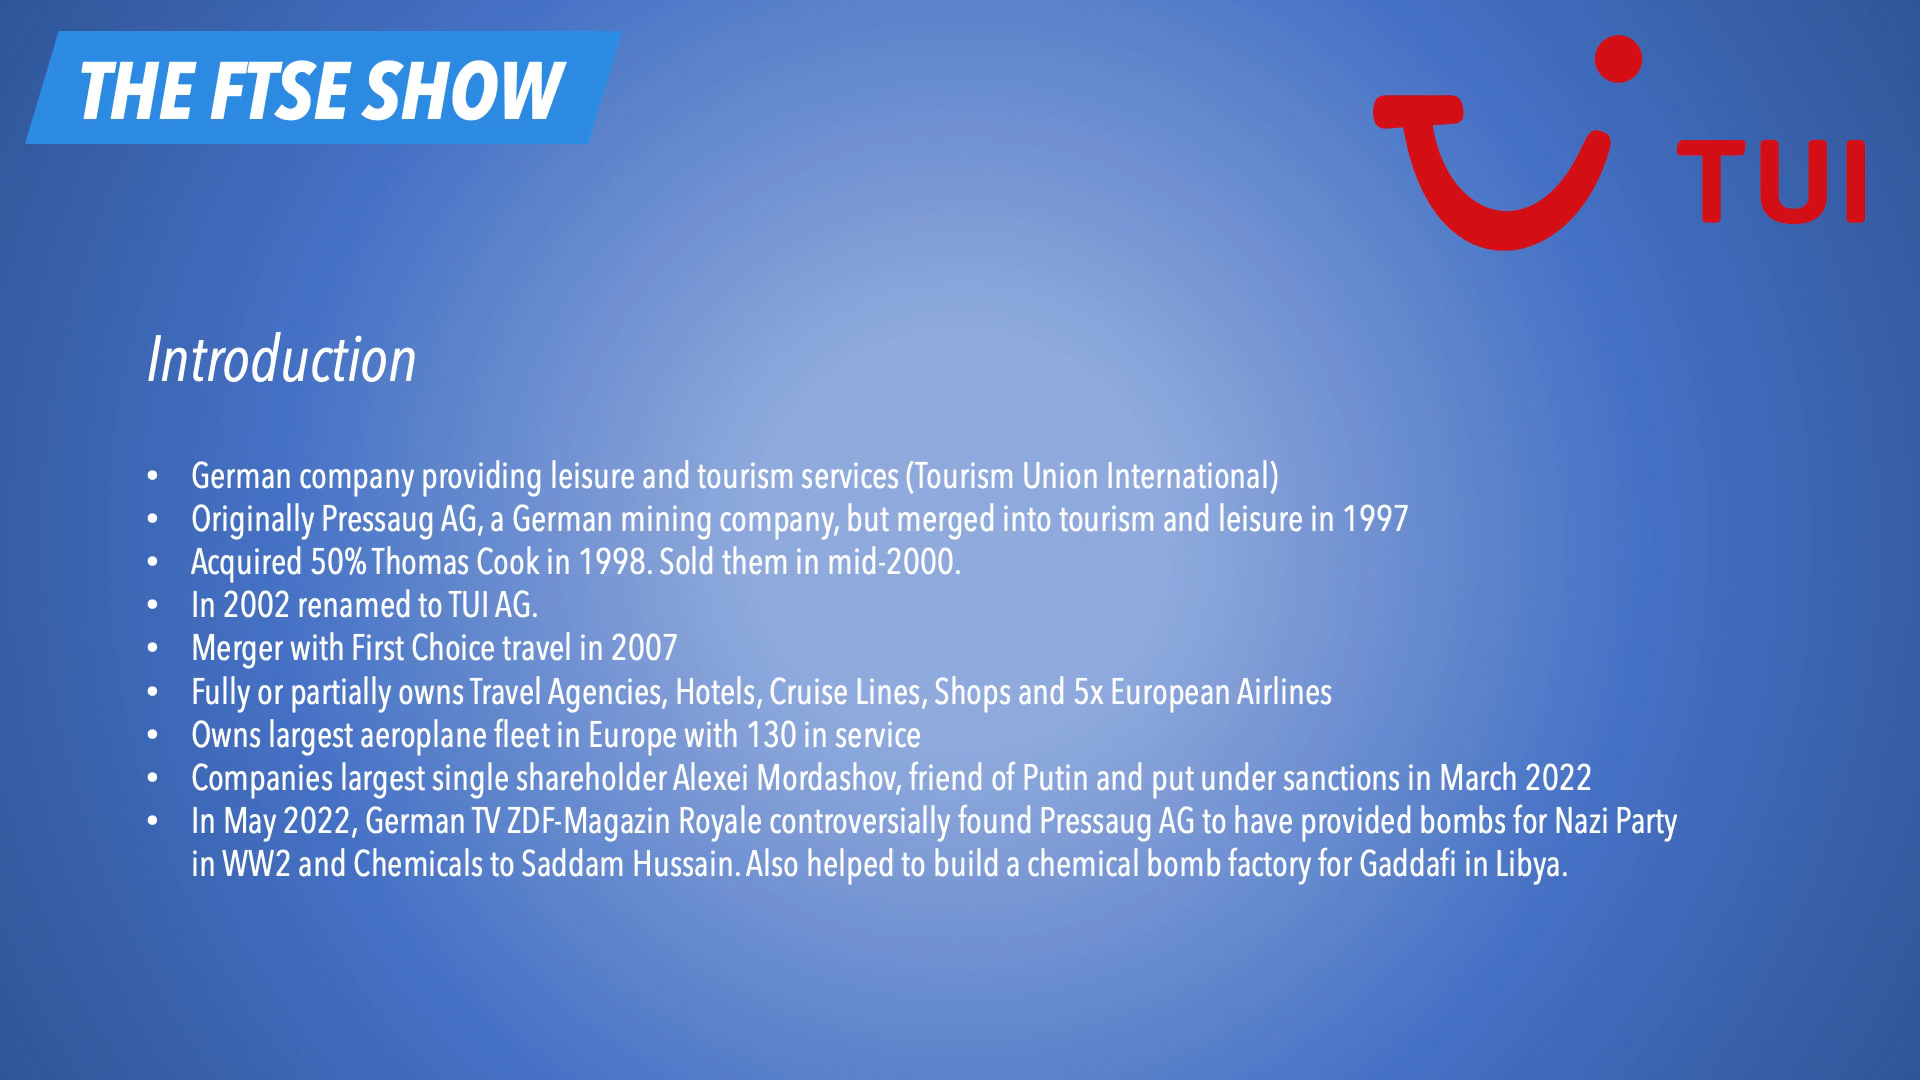 THE FTSE SHOW
TUI
Introduction
• German company providing leisure and tourism services (Tourism Union International)
• Originally Pressaug AG, a German mining company, but merged into tourism and leisure in 1997
• Acquired 50% Thomas Cook in 1998. Sold them in mid-2000.
• In 2002 renamed to TUI AG.
• Merger with First Choice travel in 2007
• Fully or partially owns Travel Agencies, Hotels, Cruise Lines, Shops and 5x European Airlines
• Owns largest aeroplane fleet in Europe with 130 in service
• Companies largest single shareholder Alexei Mordashov, friend of Putin and put under sanctions in March 2022
• In May 2022, German TV ZDF-Magazin Royale controversially found Pressaug AG to have provided bombs for Nazi Party
in WW2 and Chemicals to Saddam Hussain. Also helped to build a chemical bomb factory for Gaddafi in Libya.